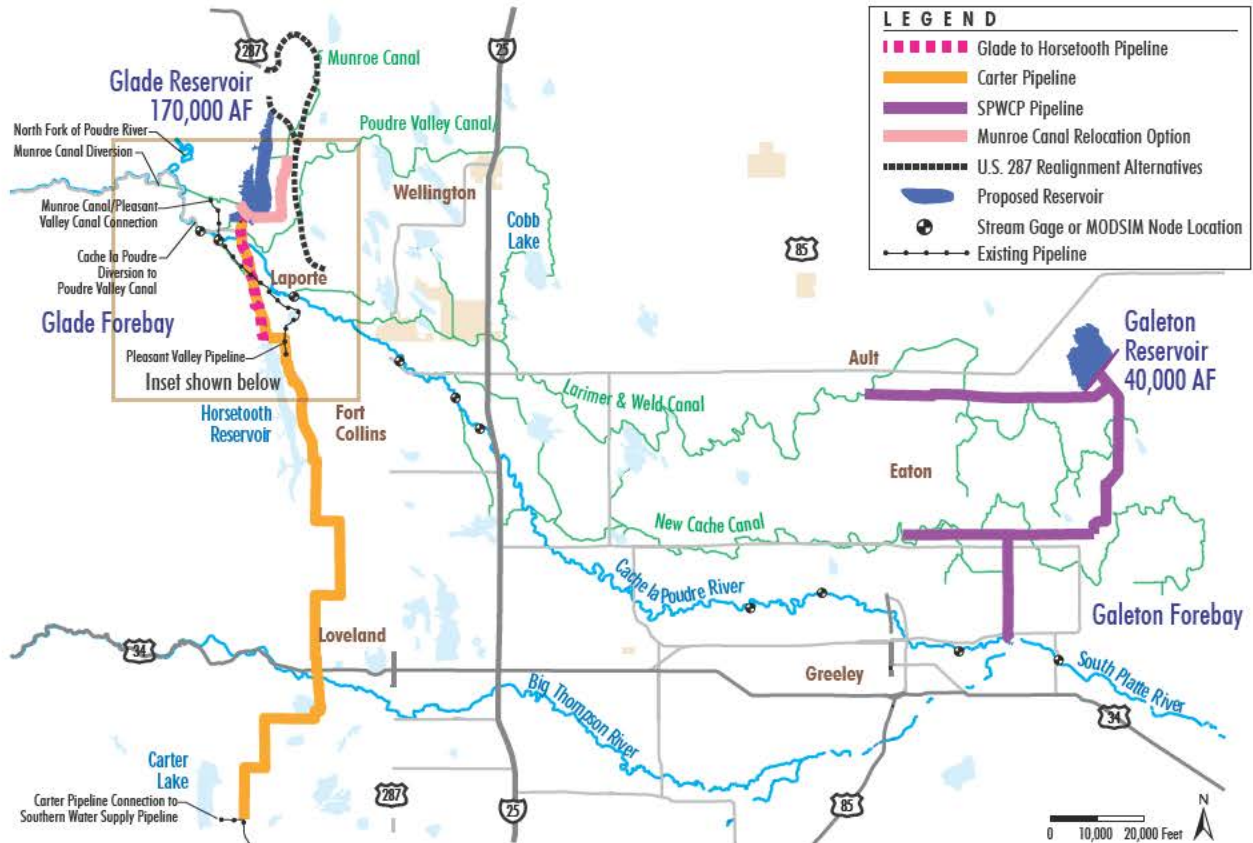 LEGEND
Glade to Horsetooth Pipeline
Carter Pipeline
SPWCP Pipeline
Munroe Canal Relocation Option
U.S. 287 Realignment Alternatives
Proposed Reservoir
Stream Gage or MODSIM Node Location
Existing Pipeline
287
25
Munroe Canal
Glade Reservoir
170,000 AF
North Fork of Poudre River
Munroe Canal Diversion
Poudre Valley Canal
Wellington
Munroe Canal/Pleasant
Valley Canal Connection
Cobb
Lake
85
Cache la Poudre
Diversion to
Poudre Valley Canal
Laporte
Glade Forebay
Pleasant Valley Pipeline
Inset shown below
Galeton
Reservoir
40,000 AF
Ault
Horsetooth
Reservoir
Fort
Collins
Larimer & Weld Canal
Eaton
New Cache Canal
Cache la Poudre River
Galeton Forebay
Loveland
34
Greeley
South Platte River
Big Thompson River
34
Carter
Lake
Carter Pipeline Connection to
Southern Water Supply Pipeline
287
25
85
N
0 10,000 20,000 Feet